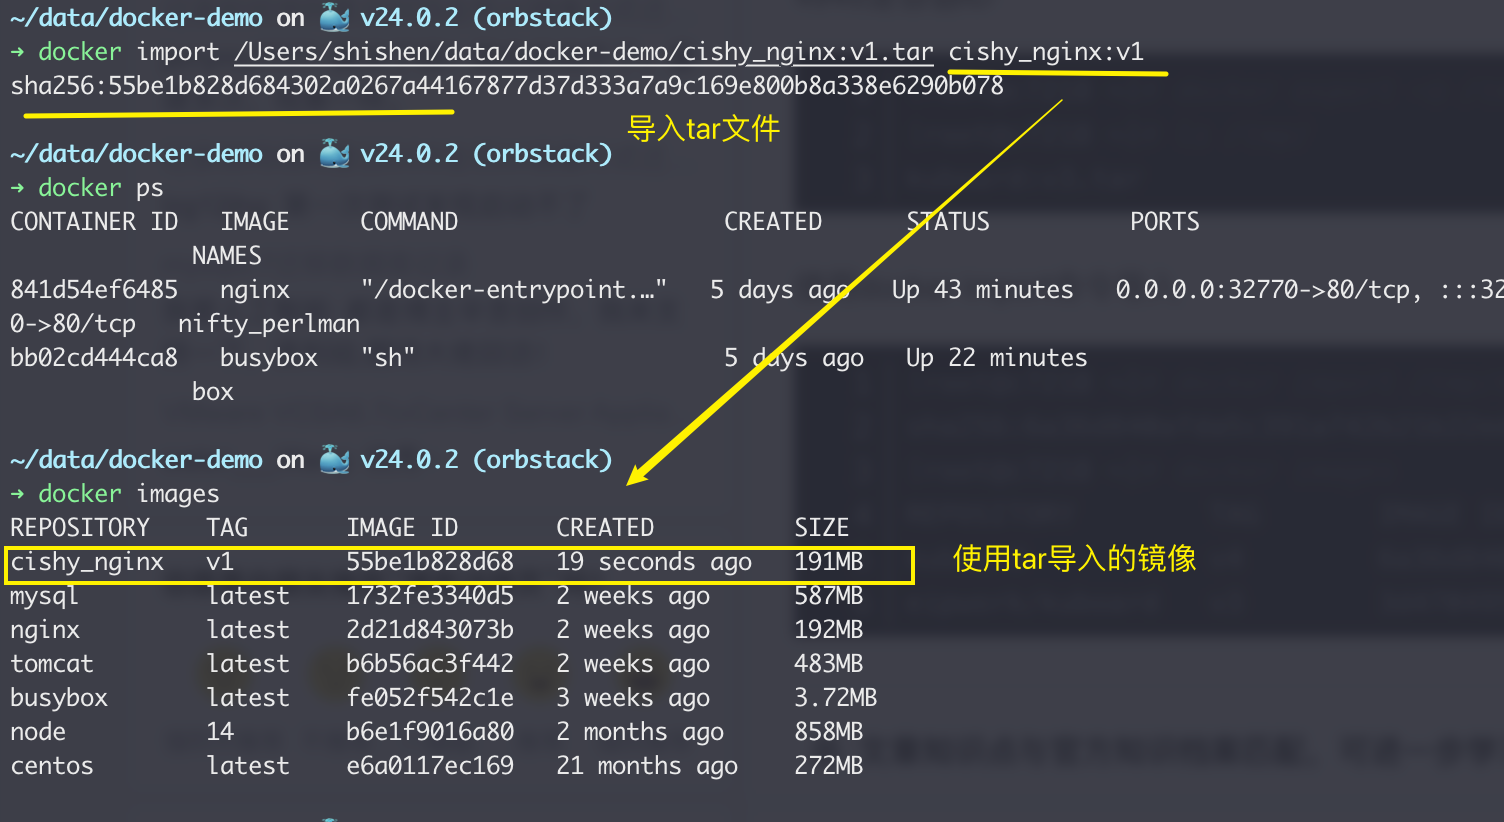 ~/data/docker-demo on 🐳 v24.0.2 (orbstack)
→ docker import /Users/shishen/data/docker-demo/cishy_nginx:v1.tar cishy_nginx:v1
sha256:55be1b828d684302a0267a44167877d37d333a7a9c169e800b8a338e6290b078
导入tar文件
~/data/docker-demo on 🐳 v24.0.2 (orbstack)
→ docker ps
CONTAINER ID IMAGE COMMAND CREATED STATUS PORTS
NAMES
841d54ef6485 nginx "/docker-entrypoint.…" 5 days ago Up 43 minutes 0.0.0.0:32770->80/tcp, :::32
0->80/tcp nifty_perlman
bb02cd444ca8 busybox "sh" 5 days ago Up 22 minutes
box
~/data/docker-demo on 🐳 v24.0.2 (orbstack)
→ docker images
REPOSITORY TAG IMAGE ID CREATED SIZE
cishy_nginx v1 55be1b828d68 19 seconds ago 191MB 使用tar导入的镜像
mysql latest 1732fe3340d5 2 weeks ago 587MB
nginx latest 2d21d843073b 2 weeks ago 192MB
tomcat latest b6b56ac3f442 2 weeks ago 483MB
busybox latest fe052f542c1e 3 weeks ago 3.72MB
node 14 b6e1f9016a80 2 months ago 858MB
centos latest e6a0117ec169 21 months ago 272MB